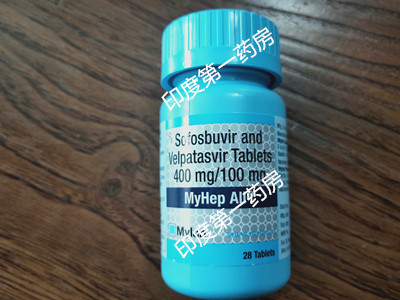 印度第一药房
Sofosbuvir and
Velpatasvir Tablets
400 mg/100 mg
MyHep
Mylan
28 Tablets
印度第一药房